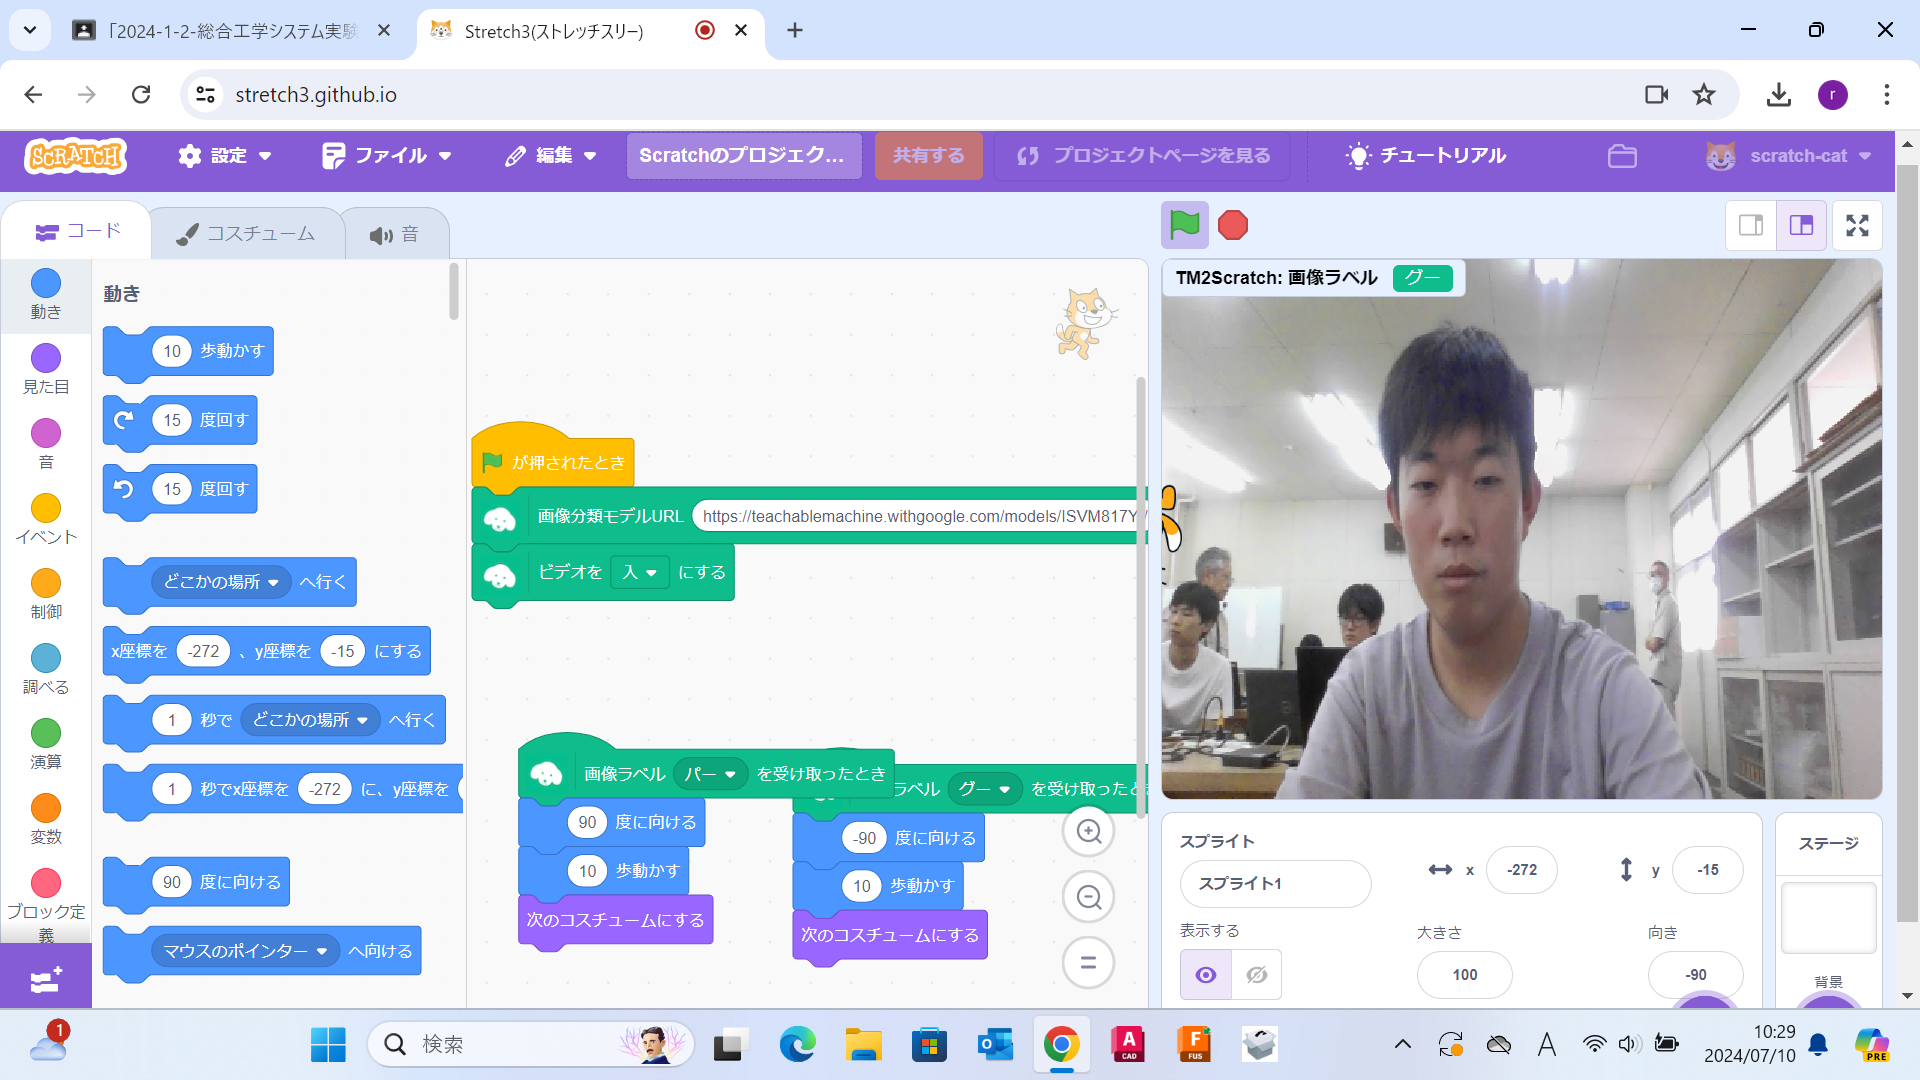 「2024-1-2-総合工学システム実験
Stretch3(ストレッチスリー)
stretch3.github.io
r
SCRATCH
設定
ファイル
編集
Scratchのプロジェク...
共有する
プロジェクトページを見る
チュートリアル
scratch-cat
コード
コスチューム
音
動き
見た目
音
イベント
制御
調べる
演算
変数
ブロック定
義
動き
10 歩動かす
15 度回す
15 度回す
どこかの場所 へ行く
x座標を -272 、y座標を -15 にする
1 秒で どこかの場所 へ行く
1 秒でx座標を -272 に、y座標を
90 度に向ける
マウスのポインター へ向ける
が押されたとき
画像分類モデルURL https://teachablemachine.withgoogle.com/models/ISVM817Y
ビデオを 入 にする
画像ラベル パー を受け取ったとき
90 度に向ける
10 歩動かす
次のコスチュームにする
ラベル グー を受け取ったとき
-90 度に向ける
10 歩動かす
次のコスチュームにする
TM2Scratch: 画像ラベル グー
スプライト
スプライト1
x -272
y -15
表示する
大きさ
100
向き
-90
ステージ
背景
1
検索
A CAD
F FUS
A
10:29
2024/07/10
PRE